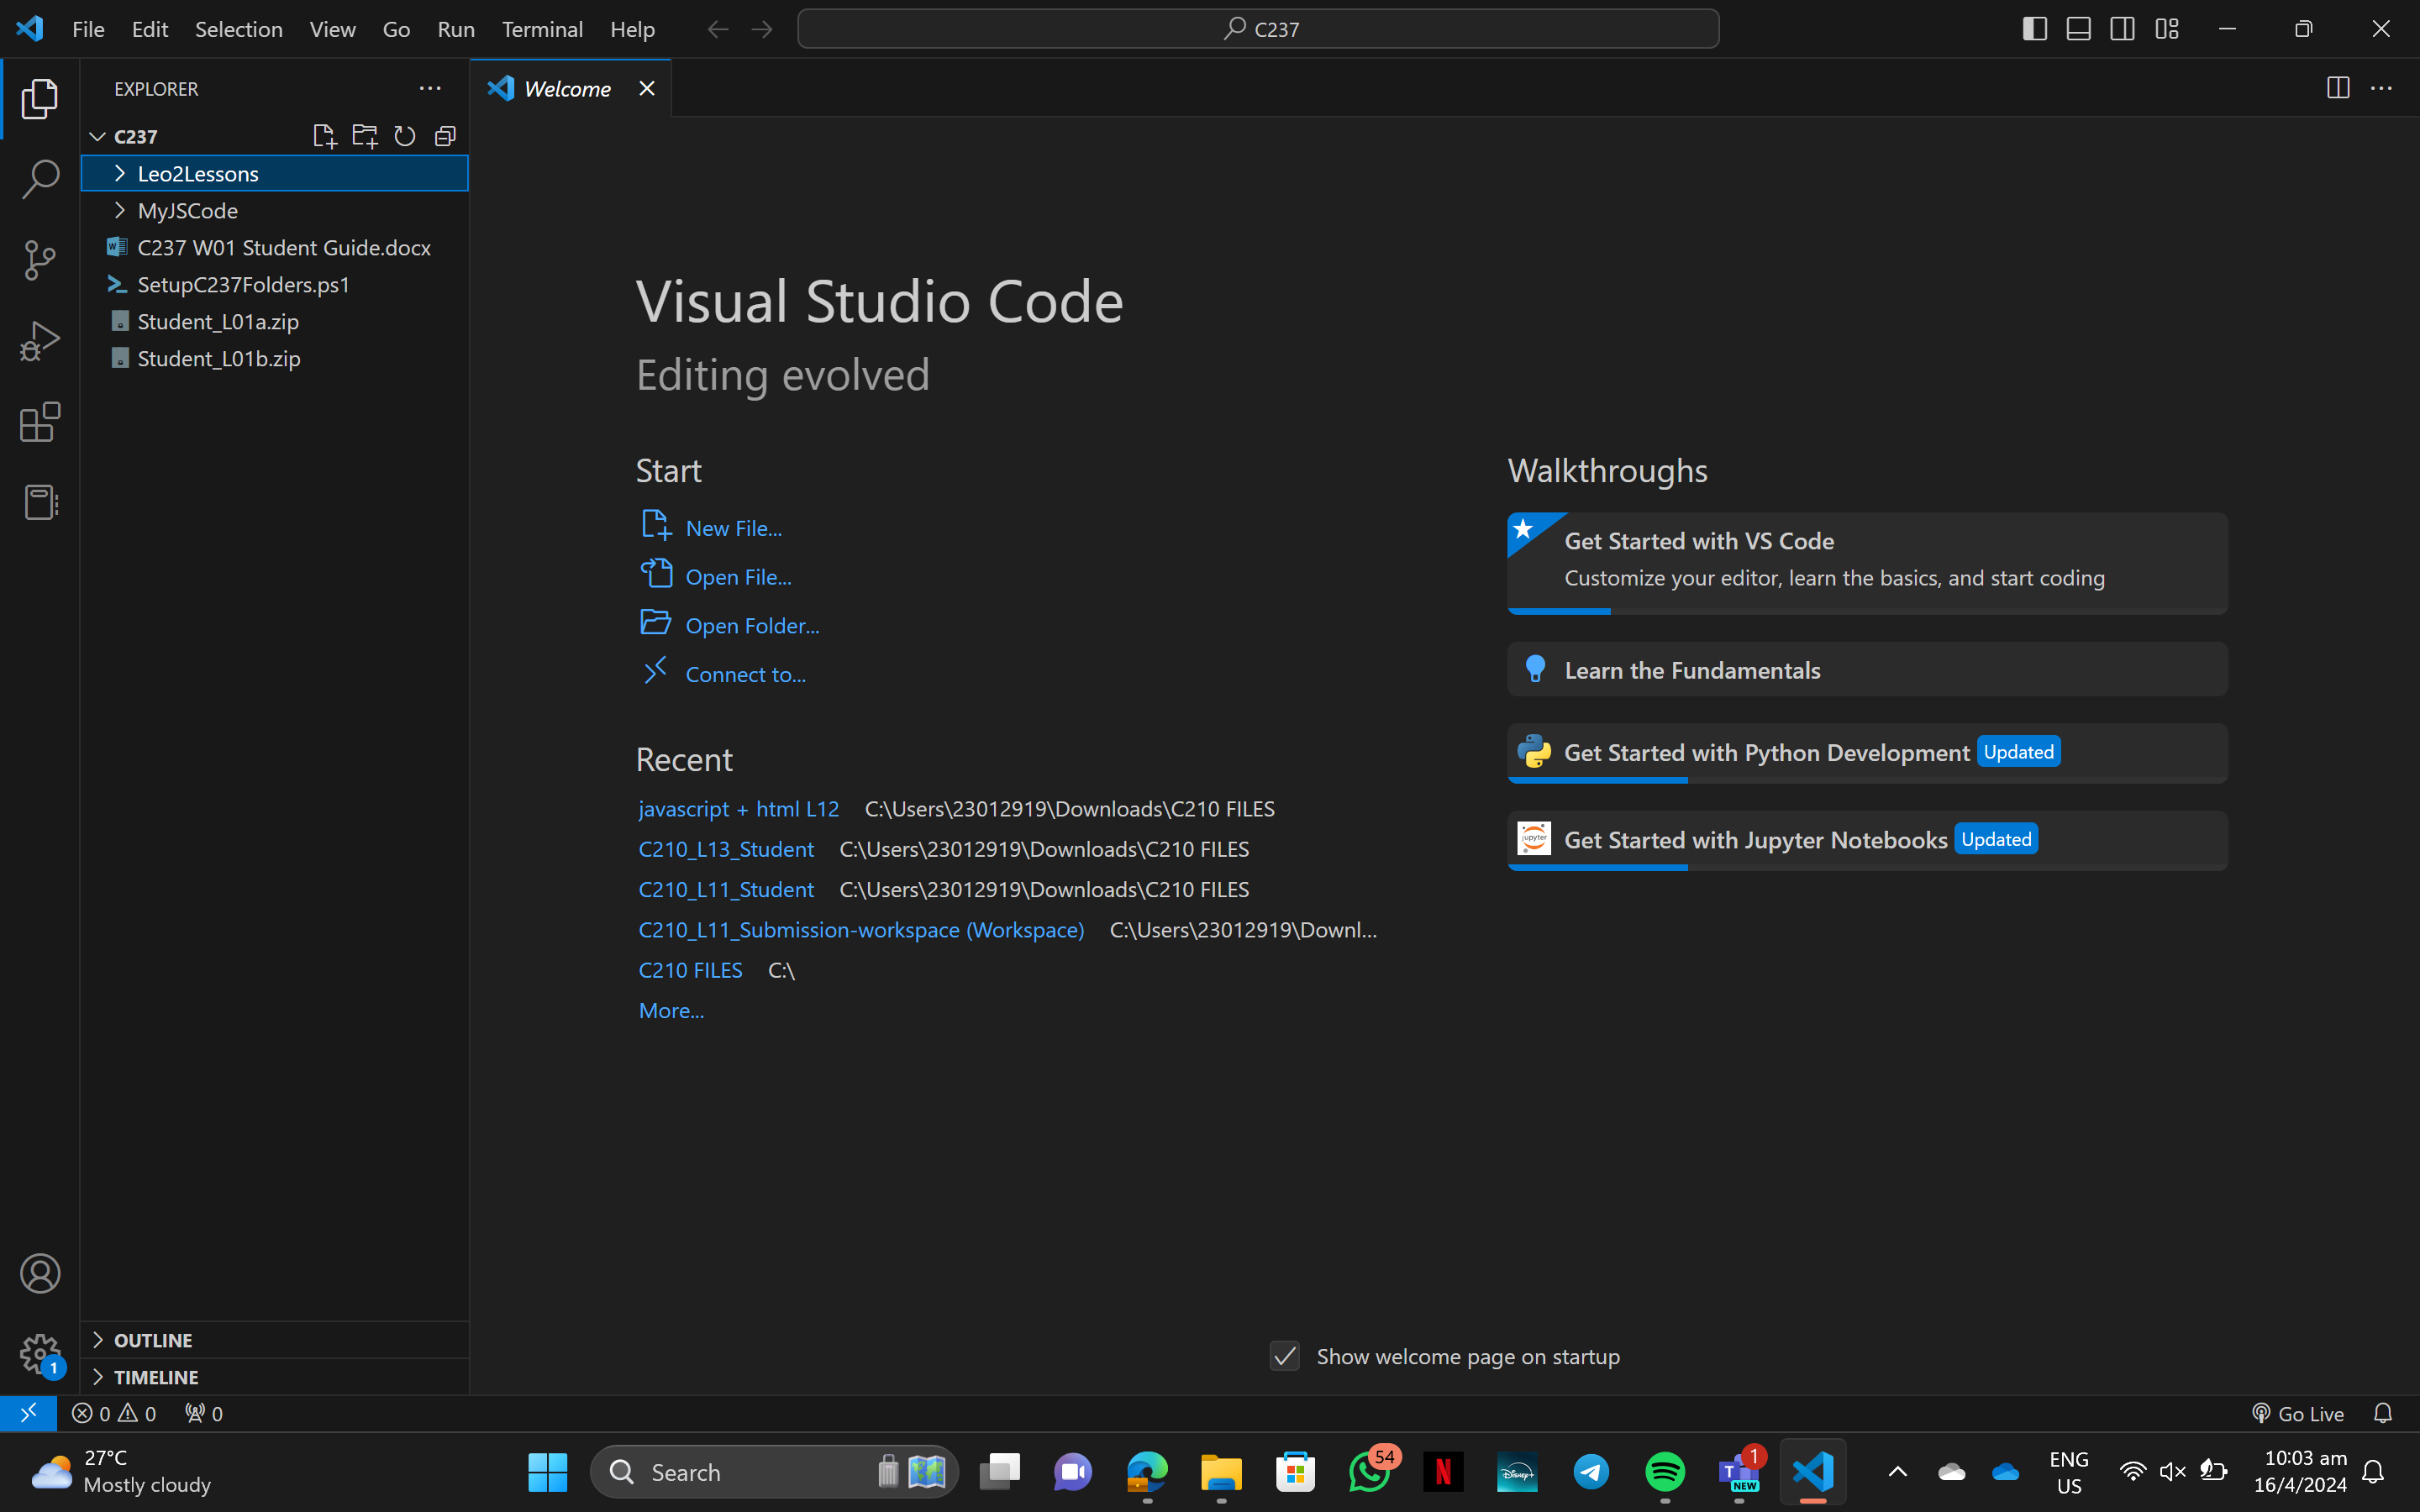 File Edit Selection View Go Run Terminal Help
C237
EXPLORER
Welcome
C237
Leo2Lessons
MyJSCode
C237 W01 Student Guide.docx
SetupC237Folders.ps1
Student_L01a.zip
Student_L01b.zip
Visual Studio Code
Editing evolved
Start
New File...
Open File...
Open Folder...
Connect to...
Recent
javascript + html L12 C:\Users\23012919\Downloads\C210 FILES
C210_L13_Student C:\Users\23012919\Downloads\C210 FILES
C210_L11_Student C:\Users\23012919\Downloads\C210 FILES
C210_L11_Submission-workspace (Workspace) C:\Users\23012919\Downl...
C210 FILES C:\
More...
Walkthroughs
Get Started with VS Code
Customize your editor, learn the basics, and start coding
Learn the Fundamentals
Get Started with Python Development Updated
jupyter
Get Started with Jupyter Notebooks Updated
Show welcome page on startup
OUTLINE
1
TIMELINE
0 0 0
Go Live
27°C
Mostly cloudy
Search
54
N
Disney+
T
1
NEW
ENG
US
10:03 am
16/4/2024